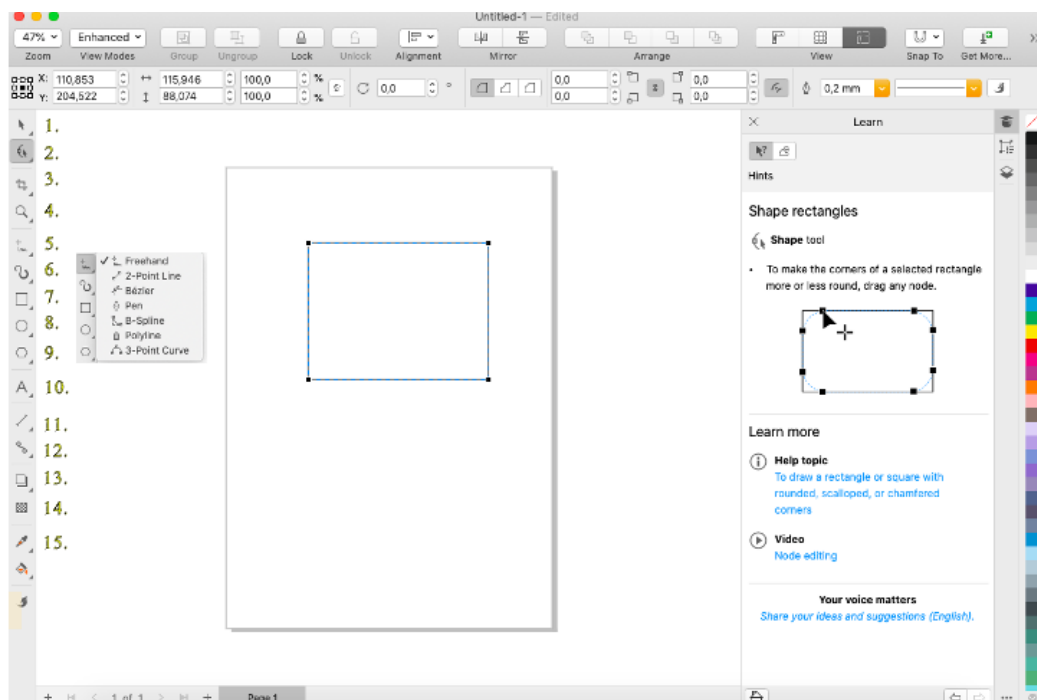 Untitled-1 — Edited
47% Enhanced
Zoom View Modes Group Ungroup Lock Unlock Alignment Mirror Arrange View Snap To Get More...
X: 110,853 115,946 100,0 % 0,0 ° 0,0 0,0 0,2 mm
Y: 204,522 88,074 100,0 % 0,0 0,0
1.
2.
3.
4.
5.
6.
7.
8.
9.
10.
11.
12.
13.
14.
15.
Freehand
2-Point Line
Bézier
Pen
B-Spline
Polyline
3-Point Curve
Learn
Hints
Shape rectangles
Shape tool
• To make the corners of a selected rectangle
more or less round, drag any node.
Learn more
Help topic
To draw a rectangle or square with
rounded, scalloped, or chamfered
corners
Video
Node editing
Your voice matters
Share your ideas and suggestions (English).
1 of 1 Page 1